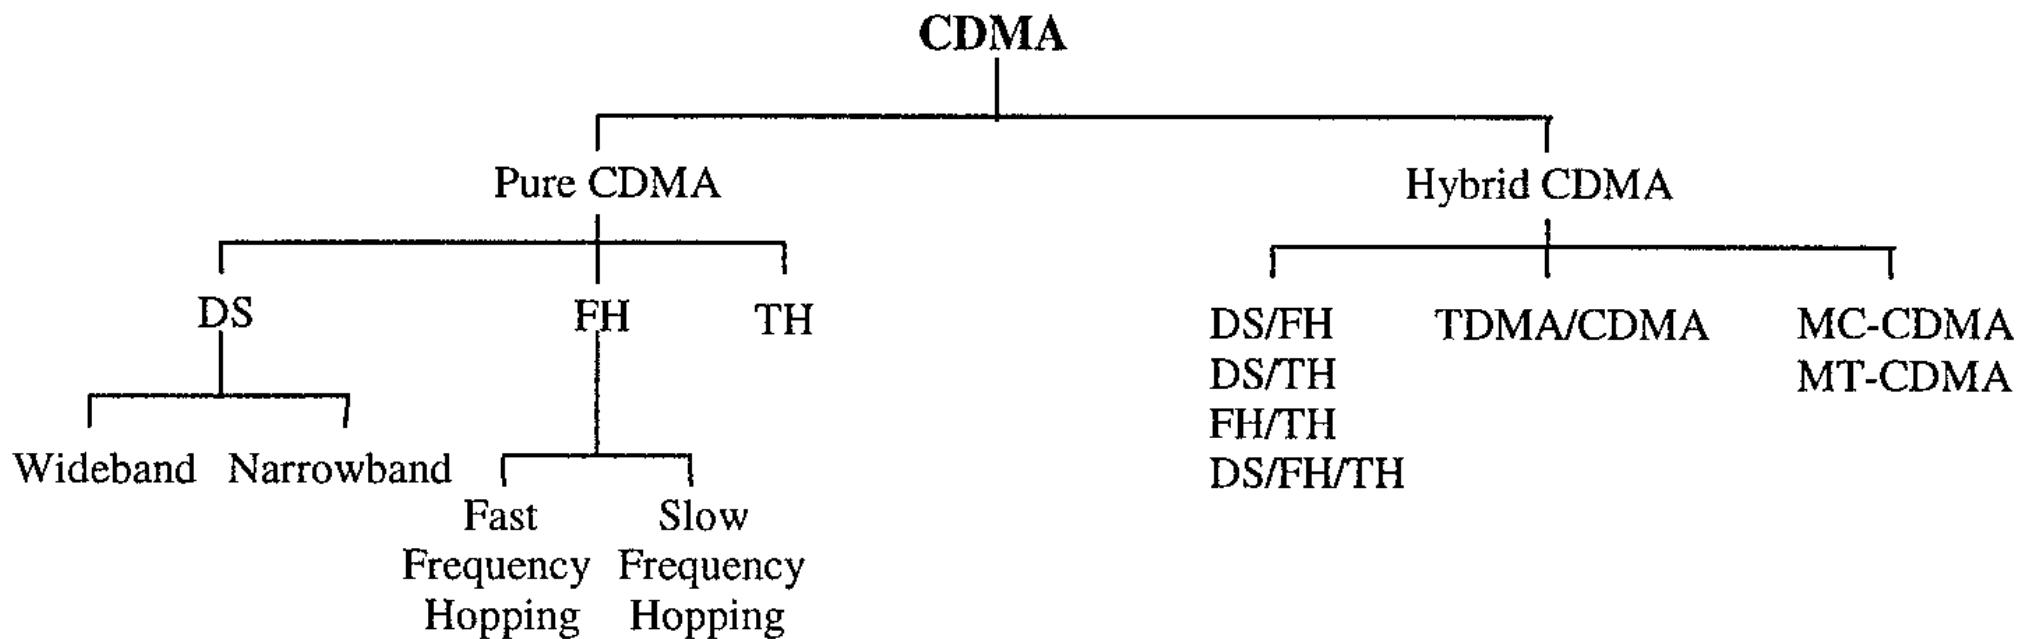 CDMA
Pure CDMA
Hybrid CDMA
DS
FH
TH
DS/FH
DS/TH
FH/TH
DS/FH/TH
TDMA/CDMA
MC-CDMA
MT-CDMA
Wideband
Narrowband
Fast
Frequency
Hopping
Slow
Frequency
Hopping